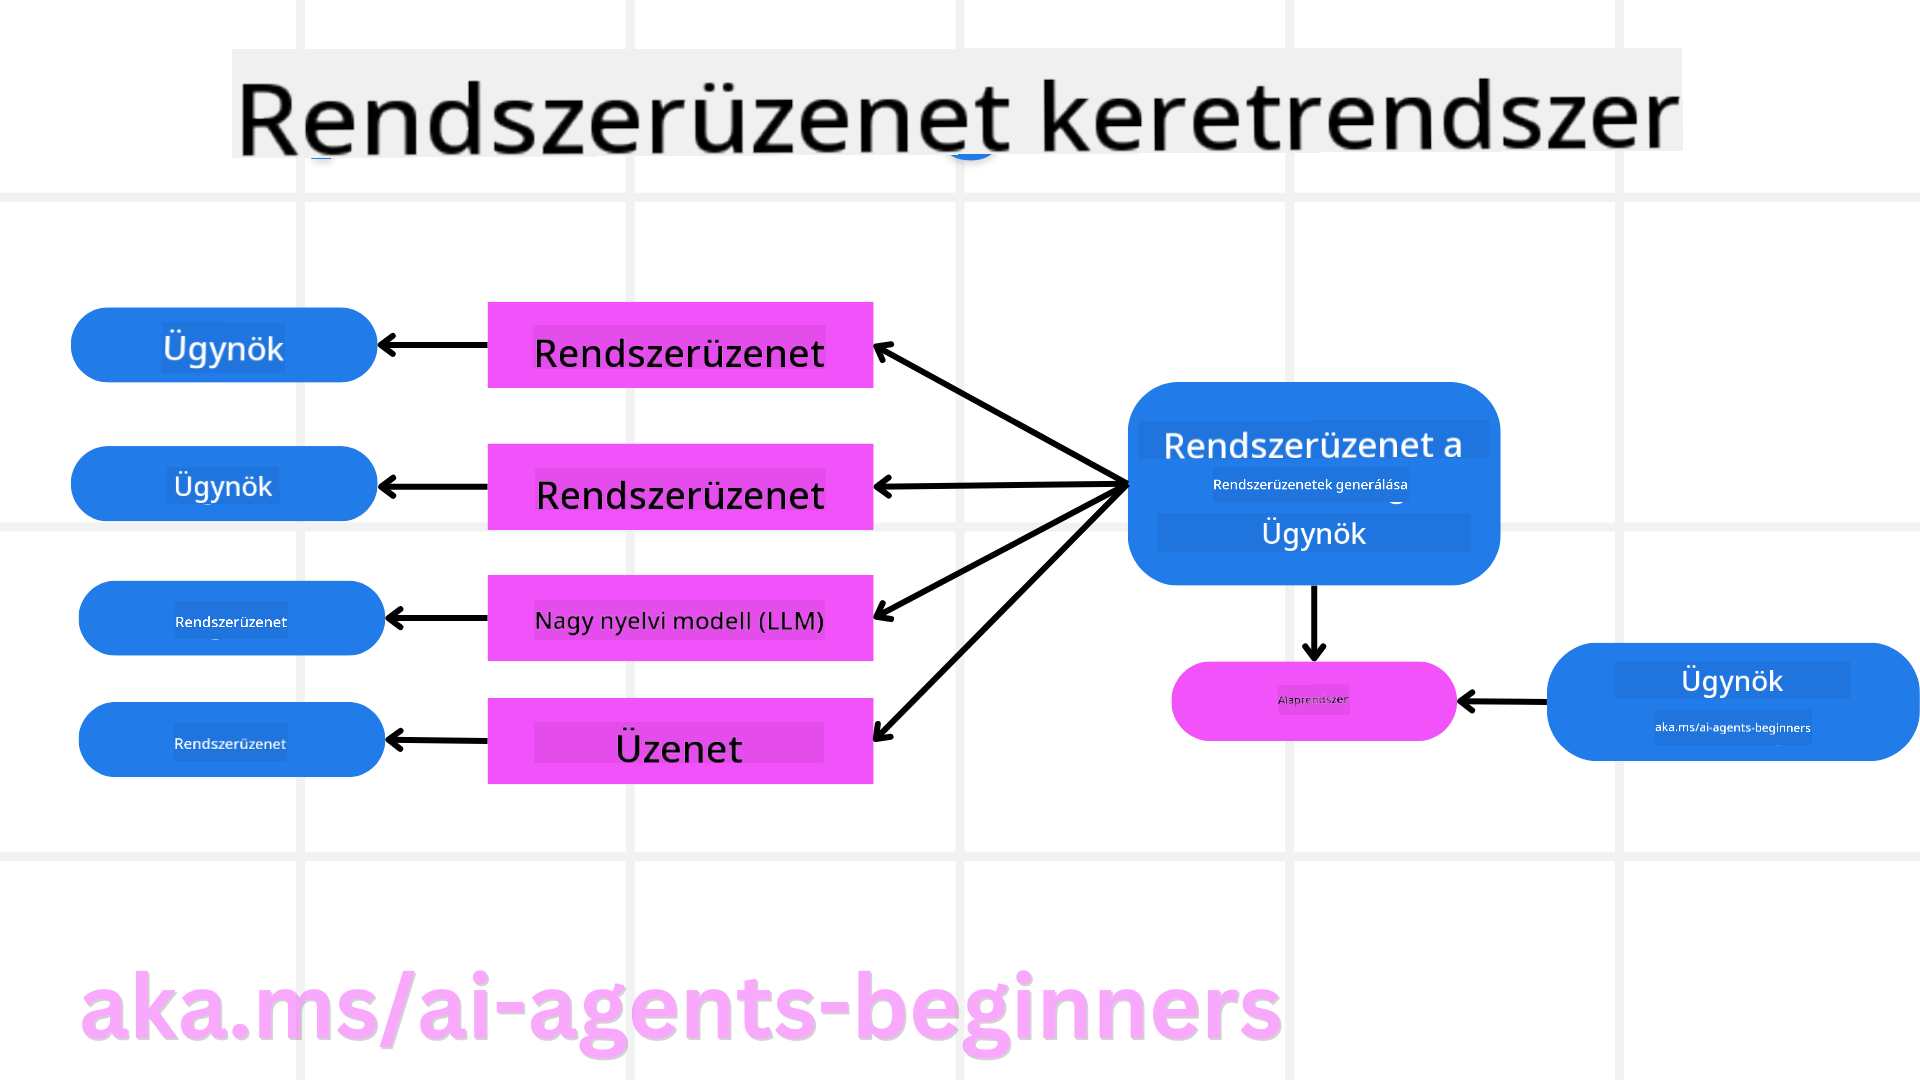 Rendszerüzenet keretrendszer
Ügynök
Rendszerüzenet
Ügynök
Rendszerüzenet
Rendszerüzenet
Nagy nyelvi modell (LLM)
Rendszerüzenet
Üzenet
Rendszerüzenet a
Rendszerüzenetek generálása
Ügynök
Alaprendszer
Ügynök
aka.ms/ai-agents-beginners
aka.ms/ai-agents-beginners